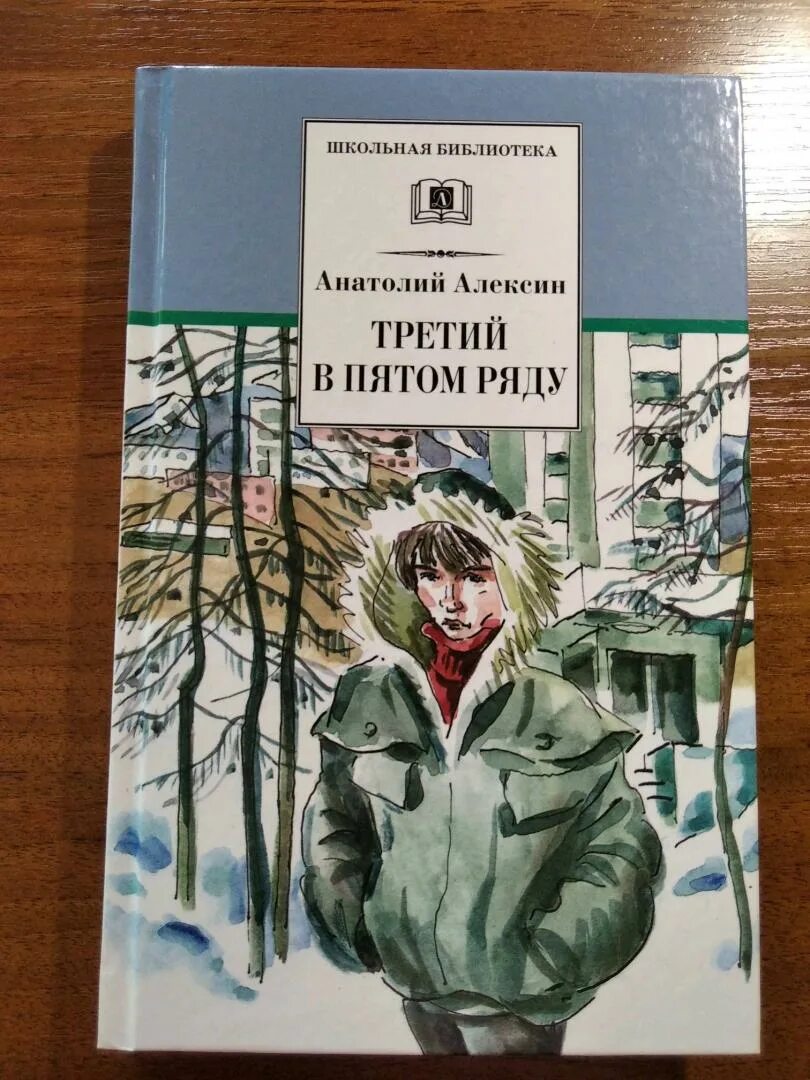 ШКОЛЬНАЯ БИБЛИОТЕКА
Д
Анатолий Алексин
ТРЕТИЙ
В ПЯТОМ РЯДУ